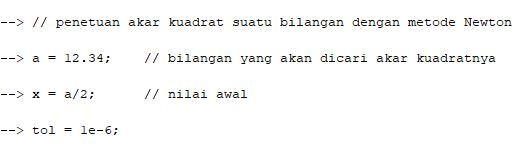 --> // penetuan akar kuadrat suatu bilangan dengan metode Newton
--> a = 12.34;    // bilangan yang akan dicari akar kuadratnya
--> x = a/2;      // nilai awal
--> tol = 1e-6;